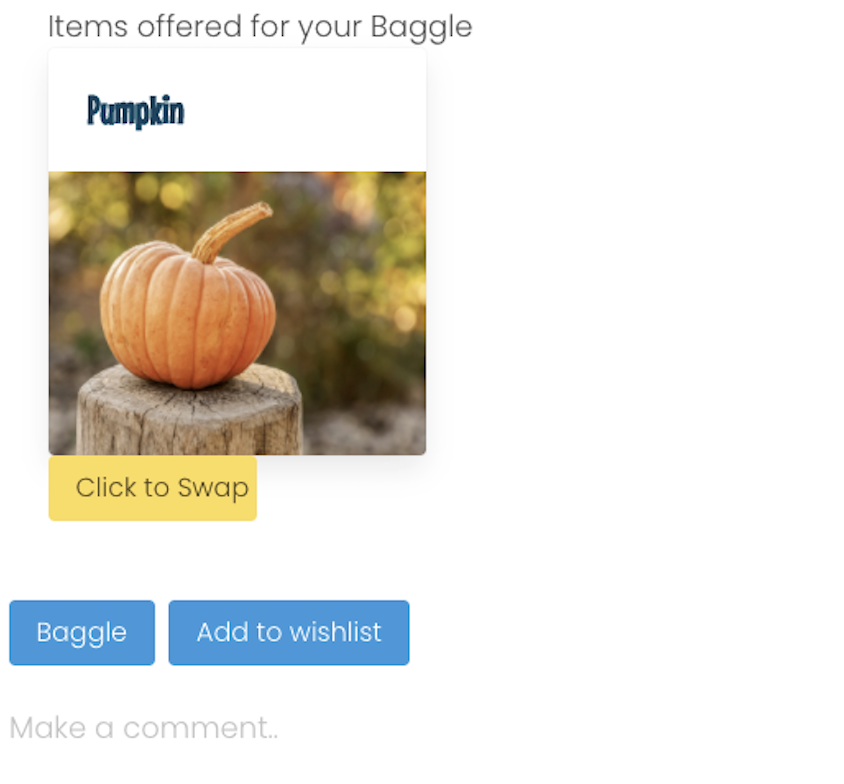 Items offered for your Baggle
Pumpkin
Click to Swap
Baggle
Add to wishlist
Make a comment..